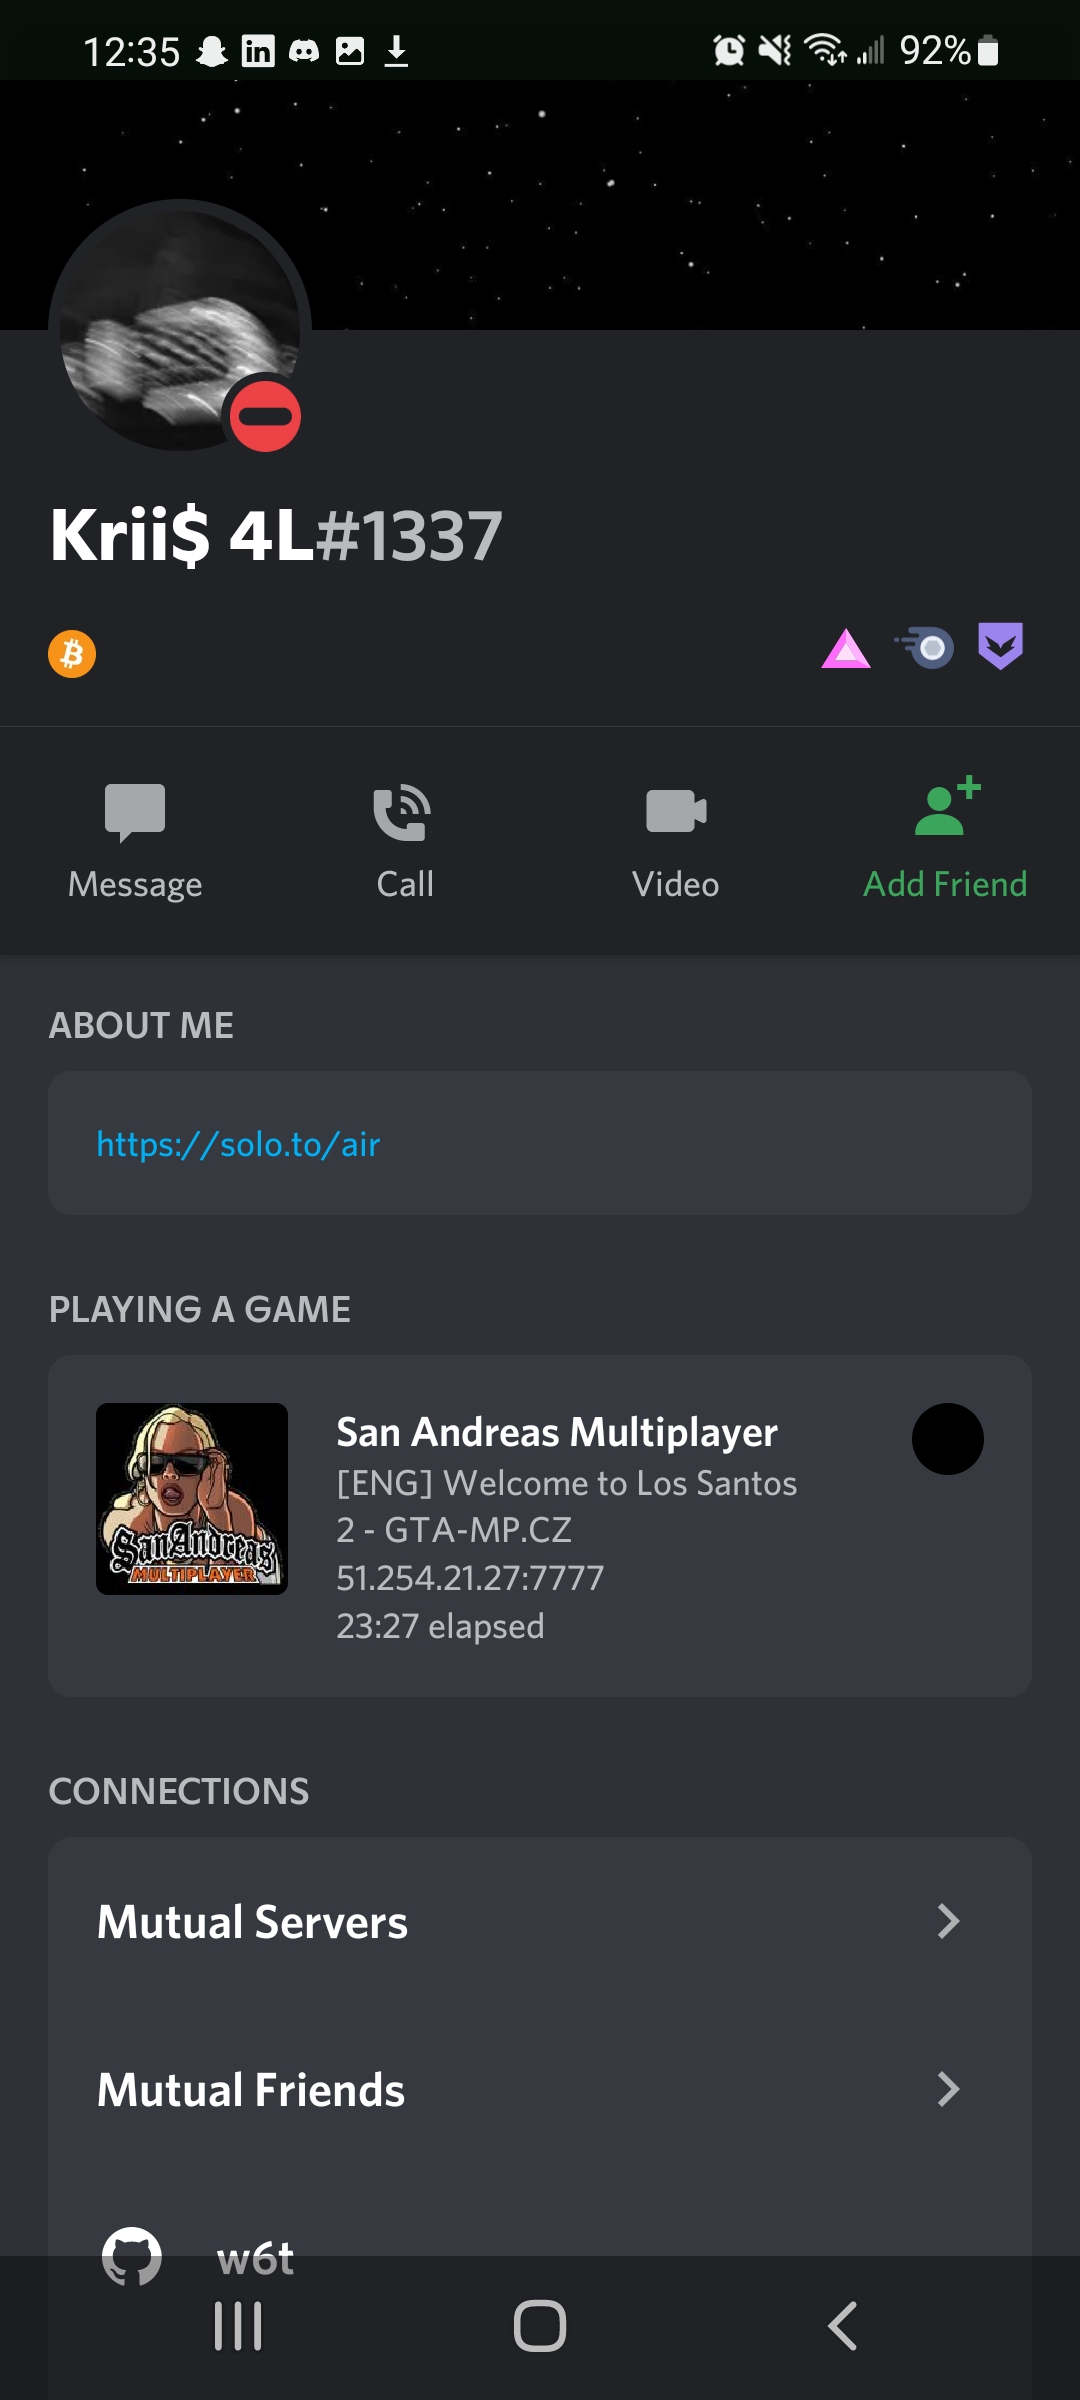 12:35
92%
Krii$ 4L#1337
Message
Call
Video
Add Friend
ABOUT ME
https://solo.to/air
PLAYING A GAME
San Andreas
MULTIPLAYER
San Andreas Multiplayer
[ENG] Welcome to Los Santos
2 - GTA-MP.CZ
51.254.21.27:7777
23:27 elapsed
CONNECTIONS
Mutual Servers
Mutual Friends
w6t